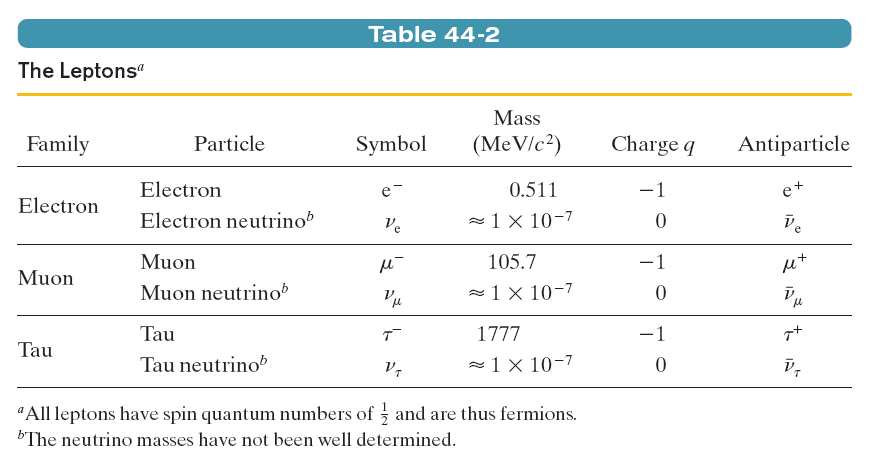 Table 44-2
The Leptonsᵃ
Mass
Family Particle Symbol (MeV/c²) Charge q Antiparticle
Electron
Electron e⁻ 0.511 −1 e⁺
Electron neutrinoᵇ νₑ ≈ 1 × 10⁻⁷ 0 ν̄ₑ
Muon
Muon μ⁻ 105.7 −1 μ⁺
Muon neutrinoᵇ ν_μ ≈ 1 × 10⁻⁷ 0 ν̄_μ
Tau
Tau τ⁻ 1777 −1 τ⁺
Tau neutrinoᵇ ν_τ ≈ 1 × 10⁻⁷ 0 ν̄_τ
ᵃAll leptons have spin quantum numbers of ½ and are thus fermions.
ᵇThe neutrino masses have not been well determined.